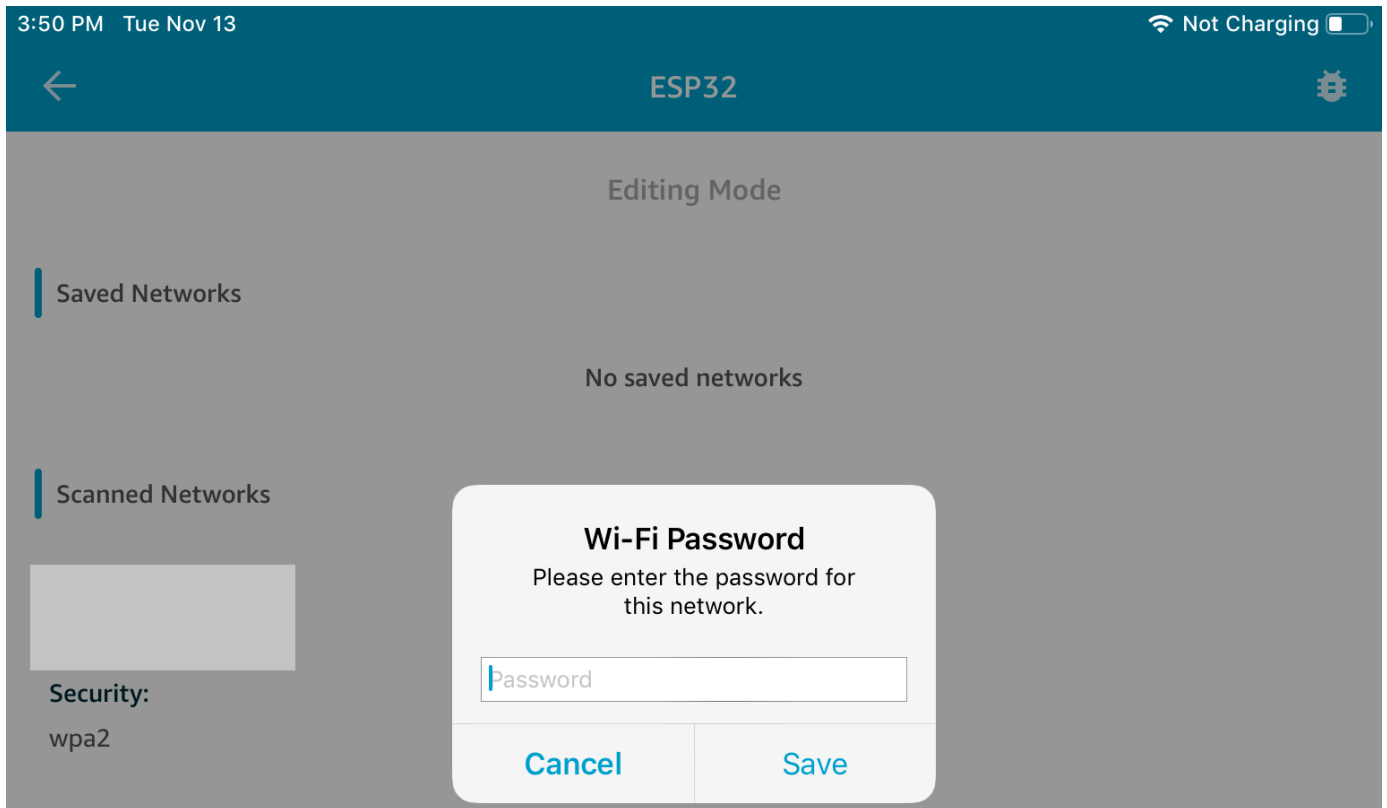 3:50 PM Tue Nov 13 Not Charging
ESP32
Editing Mode
Saved Networks
No saved networks
Scanned Networks
Wi-Fi Password
Please enter the password for
this network.
Password
Security:
wpa2
Cancel Save